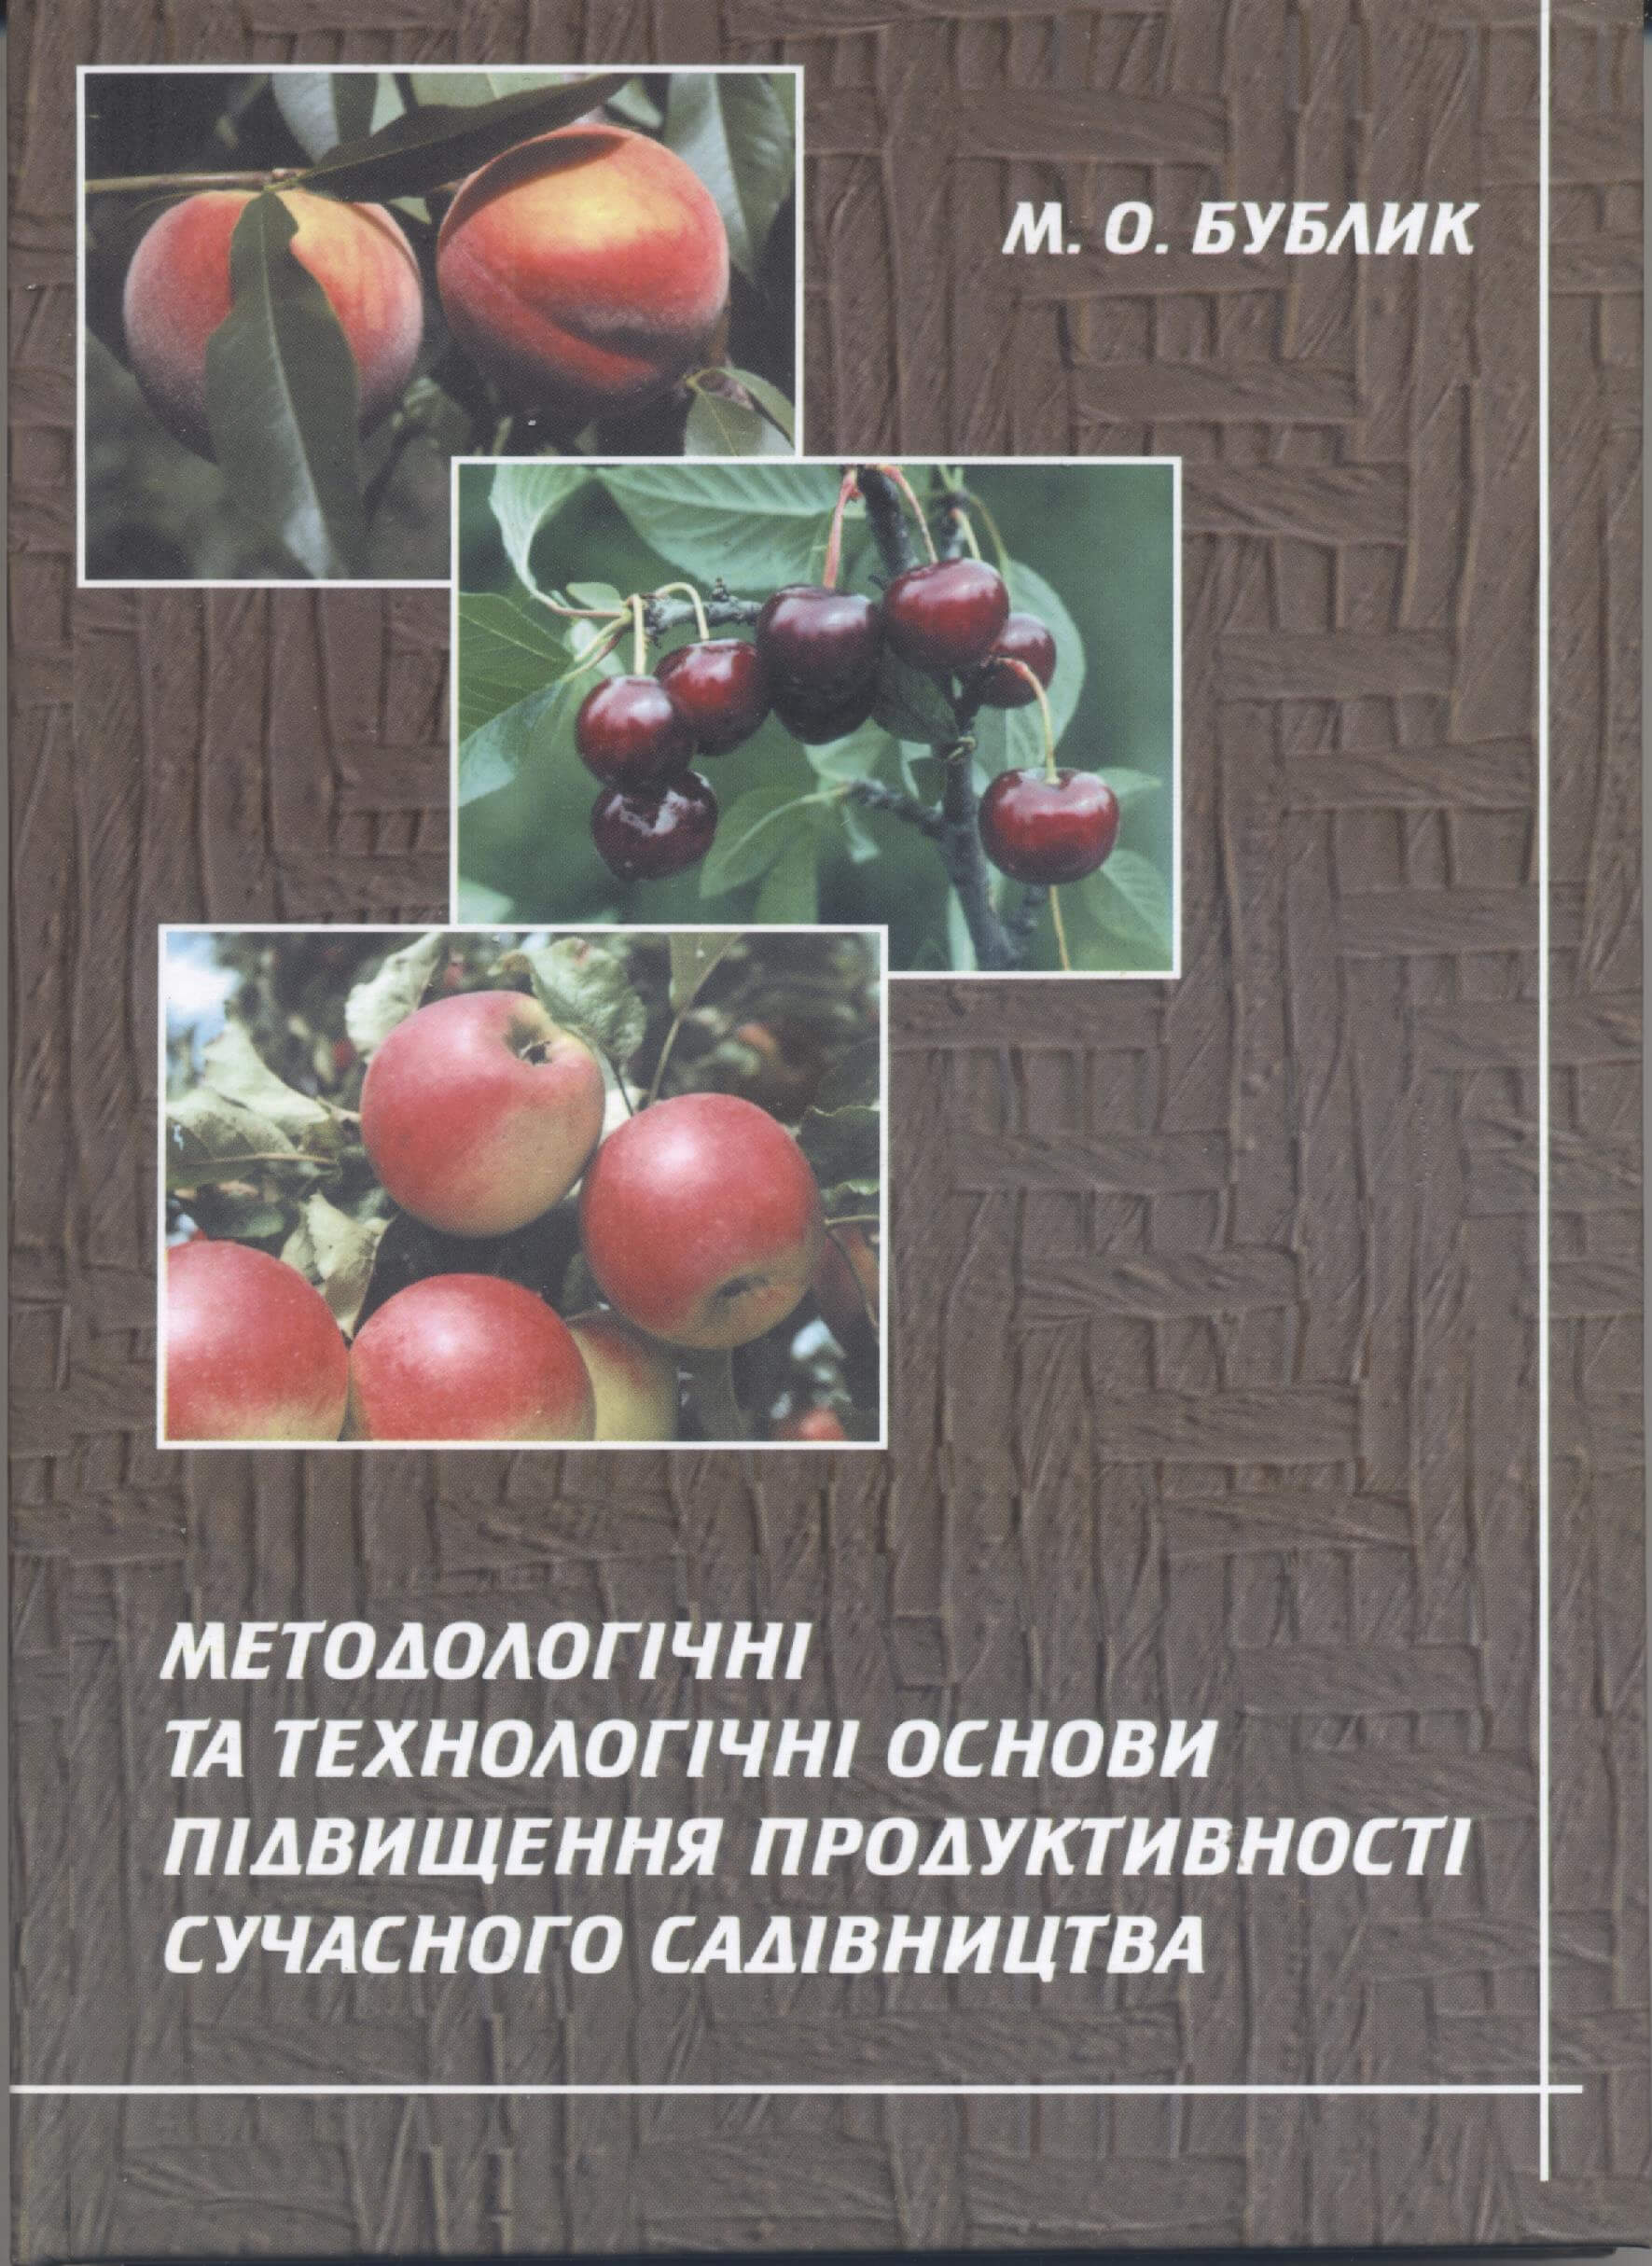 М. О. БУБЛИК
МЕТОДОЛОГІЧНІ
ТА ТЕХНОЛОГІЧНІ ОСНОВИ
ПІДВИЩЕННЯ ПРОДУКТИВНОСТІ
СУЧАСНОГО САДІВНИЦТВА